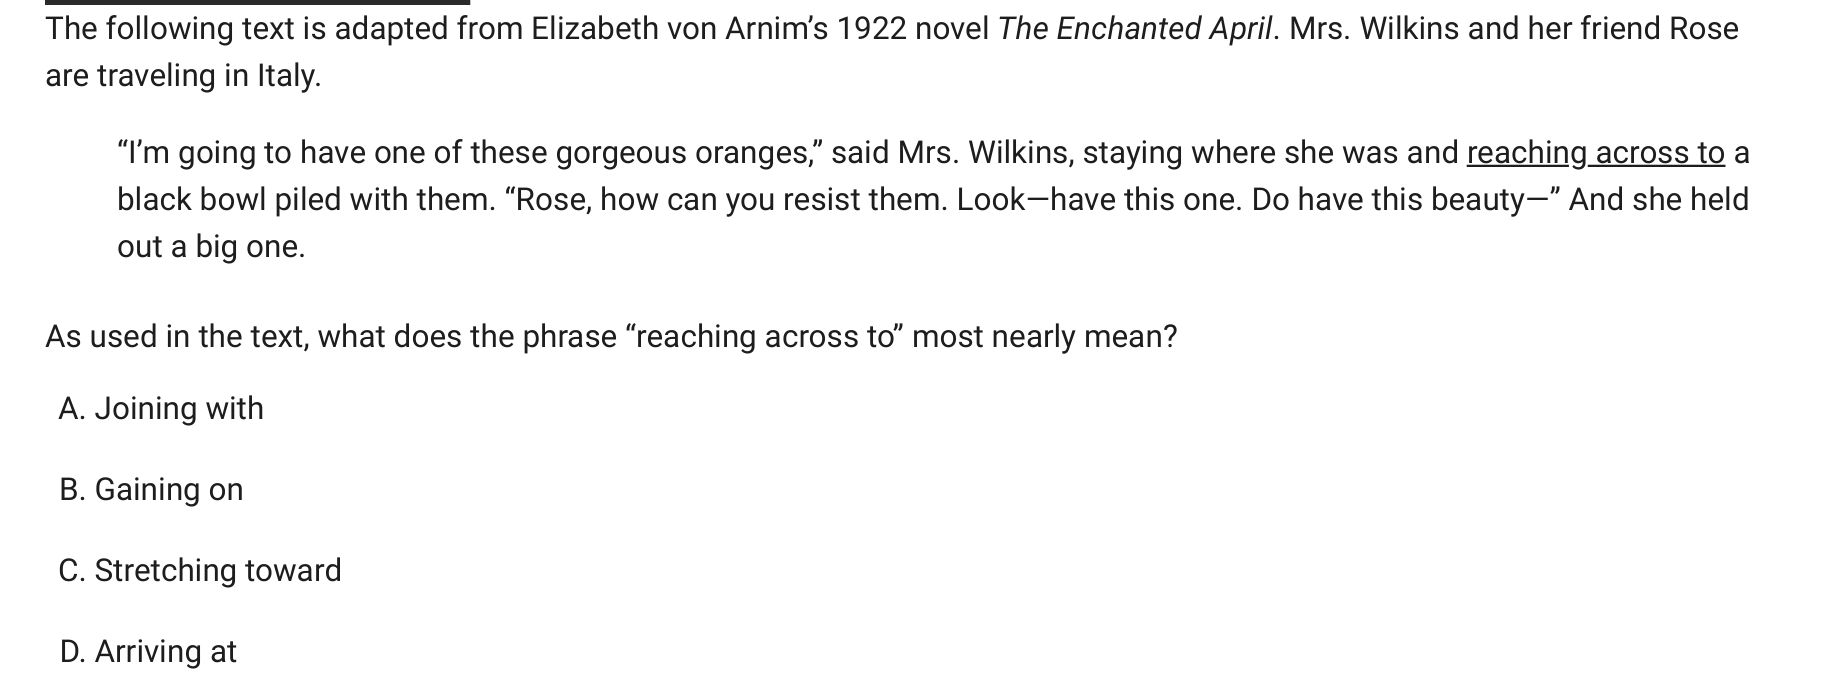 The following text is adapted from Elizabeth von Arnim’s 1922 novel The Enchanted April. Mrs. Wilkins and her friend Rose
are traveling in Italy.
“I’m going to have one of these gorgeous oranges,” said Mrs. Wilkins, staying where she was and reaching across to a
black bowl piled with them. “Rose, how can you resist them. Look—have this one. Do have this beauty—” And she held
out a big one.
As used in the text, what does the phrase “reaching across to” most nearly mean?
A. Joining with
B. Gaining on
C. Stretching toward
D. Arriving at